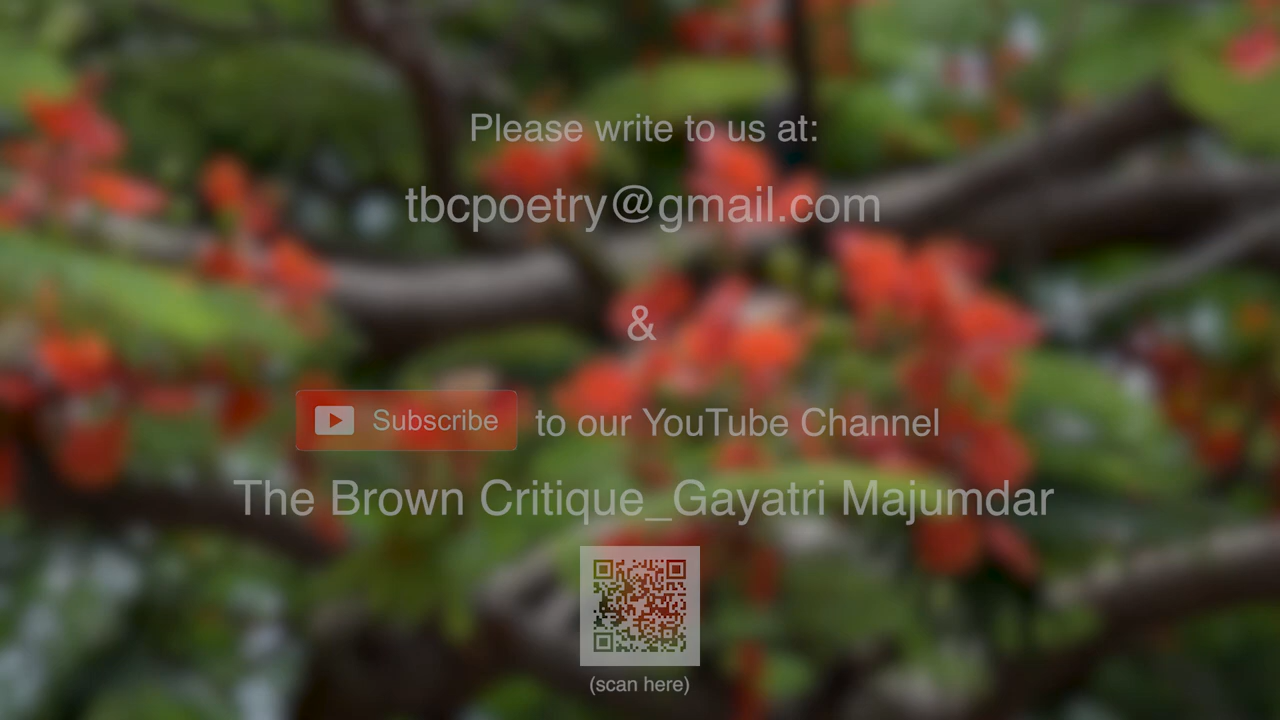 Please write to us at:
tbcpoetry@gmail.com
&
Subscribe to our YouTube Channel
The Brown Critique_Gayatri Majumdar
(scan here)